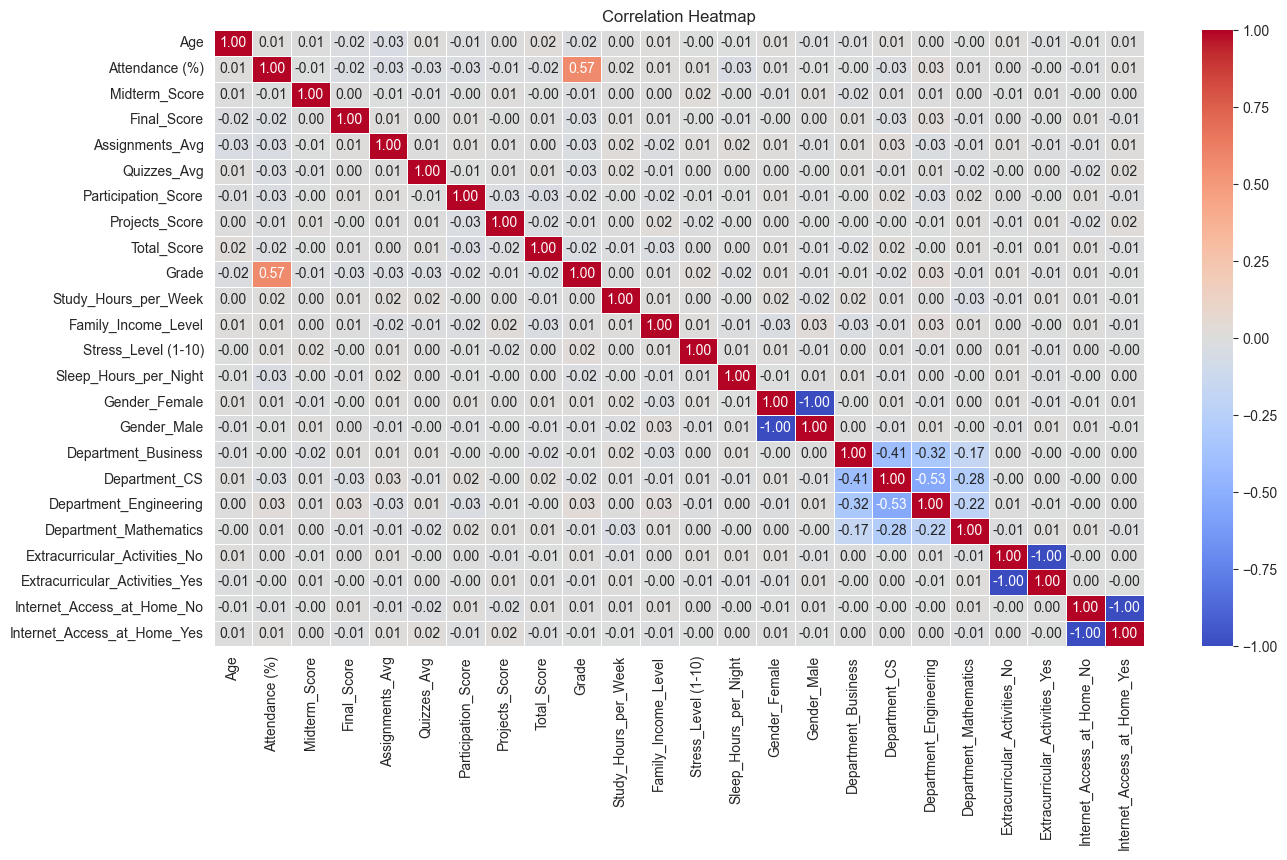 Correlation Heatmap
Age 1.00 0.01 0.01 -0.02 -0.03 0.01 -0.01 0.00 0.02 -0.02 0.00 0.01 -0.00 -0.01 0.01 -0.01 -0.01 0.01 0.00 -0.00 0.01 -0.01 -0.01 0.01
Attendance (%) 0.01 1.00 -0.01 -0.02 -0.03 -0.03 -0.03 -0.01 -0.02 0.57 0.02 0.01 0.01 -0.03 0.01 -0.01 -0.00 -0.03 0.03 0.01 0.00 -0.00 -0.01 0.01
Midterm_Score 0.01 -0.01 1.00 0.00 -0.01 -0.01 -0.00 0.01 -0.00 -0.01 0.00 0.00 0.02 -0.00 -0.01 0.01 -0.02 0.01 0.01 0.00 -0.01 0.01 -0.00 0.00
Final_Score -0.02 -0.02 0.00 1.00 0.01 0.00 0.01 -0.00 0.01 -0.03 0.01 0.01 -0.00 -0.01 -0.00 0.00 0.01 -0.03 0.03 -0.01 0.00 -0.00 0.01 -0.01
Assignments_Avg -0.03 -0.03 -0.01 0.01 1.00 0.01 0.01 0.01 0.00 -0.03 0.02 -0.02 0.01 0.02 0.01 -0.01 0.01 0.03 -0.03 -0.01 0.01 -0.01 -0.01 0.01
Quizzes_Avg 0.01 -0.03 -0.01 0.00 0.01 1.00 -0.01 0.01 0.01 -0.03 0.02 -0.01 0.00 0.00 0.00 -0.00 0.01 -0.01 0.01 -0.02 0.00 -0.00 -0.02 0.02
Participation_Score -0.01 -0.03 -0.00 0.01 0.01 -0.01 1.00 -0.03 -0.03 -0.02 -0.00 -0.02 -0.01 -0.01 0.01 -0.01 -0.00 0.02 -0.03 0.02 0.00 -0.00 0.01 -0.01
Projects_Score 0.00 -0.01 0.01 -0.00 0.01 0.01 -0.03 1.00 -0.02 -0.01 0.00 0.02 -0.02 -0.00 0.00 -0.00 -0.00 -0.00 -0.01 0.01 -0.01 0.01 -0.02 0.02
Total_Score 0.02 -0.02 -0.00 0.01 0.00 0.01 -0.03 -0.02 1.00 -0.02 -0.01 -0.03 0.00 0.00 0.01 -0.01 -0.02 0.02 -0.00 0.01 -0.01 0.01 0.01 -0.01
Grade -0.02 0.57 -0.01 -0.03 -0.03 -0.03 -0.02 -0.01 -0.02 1.00 0.00 0.01 0.02 -0.02 0.01 -0.01 -0.01 -0.02 0.03 -0.01 -0.01 0.01 0.01 -0.01
Study_Hours_per_Week 0.00 0.02 0.00 0.01 0.02 0.02 -0.00 0.00 -0.01 0.00 1.00 0.01 0.00 -0.00 0.02 -0.02 0.02 0.01 0.00 -0.03 -0.01 0.01 0.01 -0.01
Family_Income_Level 0.01 0.01 0.00 0.01 -0.02 -0.01 -0.02 0.02 -0.03 0.01 0.01 1.00 0.01 -0.01 -0.03 0.03 -0.03 -0.01 0.03 0.01 0.00 -0.00 0.01 -0.01
Stress_Level (1-10) -0.00 0.01 0.02 -0.00 0.01 0.00 -0.01 -0.02 0.00 0.02 0.00 0.01 1.00 0.01 0.01 -0.01 0.00 0.01 -0.01 0.00 0.01 -0.01 0.00 -0.00
Sleep_Hours_per_Night -0.01 -0.03 -0.00 -0.01 0.02 0.00 -0.01 -0.00 0.00 -0.02 -0.00 -0.01 0.01 1.00 -0.01 0.01 0.01 -0.01 0.00 -0.00 0.01 -0.01 -0.00 0.00
Gender_Female 0.01 0.01 -0.01 -0.00 0.01 0.00 0.01 0.00 0.01 0.01 0.02 -0.03 0.01 -0.01 1.00 -1.00 -0.00 0.01 -0.01 0.00 0.01 -0.01 -0.01 0.01
Gender_Male -0.01 -0.01 0.01 0.00 -0.01 -0.00 -0.01 -0.00 -0.01 -0.01 -0.02 0.03 -0.01 0.01 -1.00 1.00 0.00 -0.01 0.01 -0.00 -0.01 0.01 0.01 -0.01
Department_Business -0.01 -0.00 -0.02 0.01 0.01 0.01 -0.00 -0.00 -0.02 -0.01 0.02 -0.03 0.00 0.01 -0.00 0.00 1.00 -0.41 -0.32 -0.17 0.00 -0.00 -0.00 0.00
Department_CS 0.01 -0.03 0.01 -0.03 0.03 -0.01 0.02 -0.00 0.02 -0.02 0.01 -0.01 0.01 -0.01 0.01 -0.01 -0.41 1.00 -0.53 -0.28 -0.00 0.00 -0.00 0.00
Department_Engineering 0.00 0.03 0.01 0.03 -0.03 0.01 -0.03 -0.01 -0.00 0.03 0.00 0.03 -0.01 0.00 -0.01 0.01 -0.32 -0.53 1.00 -0.22 0.01 -0.01 -0.00 0.00
Department_Mathematics -0.00 0.01 0.00 -0.01 -0.01 -0.02 0.02 0.01 0.01 -0.01 -0.03 0.01 0.00 -0.00 0.00 -0.00 -0.17 -0.28 -0.22 1.00 -0.01 0.01 0.01 -0.01
Extracurricular_Activities_No 0.01 0.00 -0.01 0.00 0.01 0.00 0.00 -0.01 -0.01 -0.01 -0.01 0.00 0.01 0.01 0.01 -0.01 0.00 -0.00 0.01 -0.01 1.00 -1.00 -0.00 0.00
Extracurricular_Activities_Yes -0.01 -0.00 0.01 -0.00 -0.01 -0.00 -0.00 0.01 0.01 0.01 0.01 -0.00 -0.01 -0.01 -0.01 0.01 -0.00 0.00 -0.01 0.01 -1.00 1.00 0.00 -0.00
Internet_Access_at_Home_No -0.01 -0.01 -0.00 0.01 -0.01 -0.02 0.01 -0.02 0.01 0.01 0.01 0.01 0.00 -0.00 -0.01 0.01 -0.00 -0.00 -0.00 0.01 -0.00 0.00 1.00 -1.00
Internet_Access_at_Home_Yes 0.01 0.01 0.00 -0.01 0.01 0.02 -0.01 0.02 -0.01 -0.01 -0.01 -0.01 -0.00 0.00 0.01 -0.01 0.00 0.00 0.00 -0.01 0.00 -0.00 -1.00 1.00
Age
Attendance (%)
Midterm_Score
Final_Score
Assignments_Avg
Quizzes_Avg
Participation_Score
Projects_Score
Total_Score
Grade
Study_Hours_per_Week
Family_Income_Level
Stress_Level (1-10)
Sleep_Hours_per_Night
Gender_Female
Gender_Male
Department_Business
Department_CS
Department_Engineering
Department_Mathematics
Extracurricular_Activities_No
Extracurricular_Activities_Yes
Internet_Access_at_Home_No
Internet_Access_at_Home_Yes
1.00
0.75
0.50
0.25
0.00
−0.25
−0.50
−0.75
−1.00